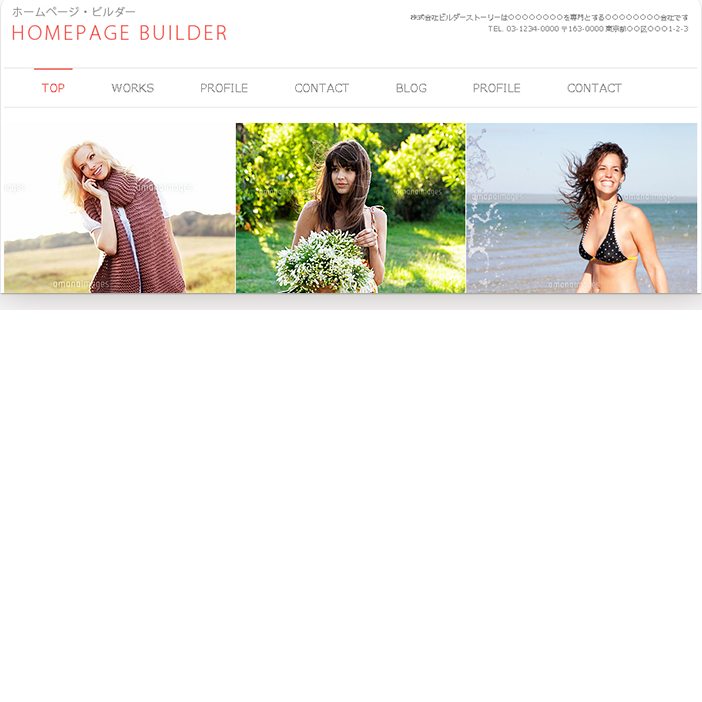 ホームページ・ビルダー
HOMEPAGE BUILDER
株式会社ビルダーストーリーは○○○○○○○○を専門とする○○○○○○○○会社です
TEL. 03-1234-0000 〒163-0000 東京都○○区○○○1-2-3
TOP WORKS PROFILE CONTACT BLOG PROFILE CONTACT
amanaimages
amanaimages
amanaimages
amanaimages
amanaimages
amanaimages